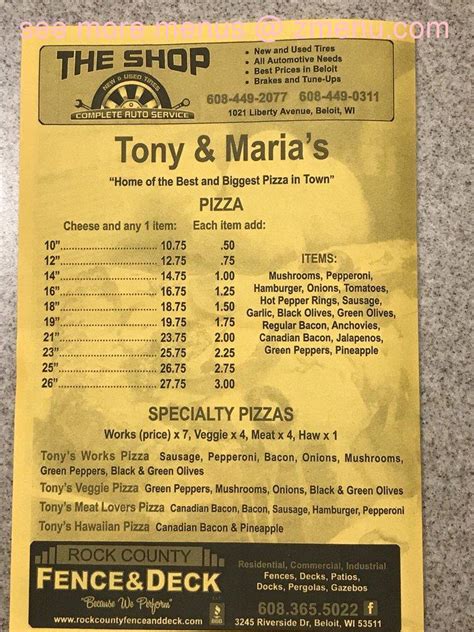 see more menus @ zmenu.com
THE SHOP
NEW & USED TIRES
COMPLETE AUTO SERVICE
• New and Used Tires
• All Automotive Needs
• Best Prices in Beloit
• Brakes and Tune-Ups
608-449-2077 608-449-0311
1021 Liberty Avenue, Beloit, WI
Tony & Maria's
"Home of the Best and Biggest Pizza in Town"
PIZZA
Cheese and any 1 item: Each item add:
10".................... 10.75 .50
12".................... 12.75 .75
14".................... 14.75 1.00
16".................... 16.75 1.25
18".................... 18.75 1.50
19".................... 19.75 1.75
21".................... 23.75 2.00
23".................... 25.75 2.25
25".................... 26.75 2.75
26".................... 27.75 3.00
ITEMS:
Mushrooms, Pepperoni,
Hamburger, Onions, Tomatoes,
Hot Pepper Rings, Sausage,
Garlic, Black Olives, Green Olives,
Regular Bacon, Anchovies,
Canadian Bacon, Jalapenos,
Green Peppers, Pineapple
SPECIALTY PIZZAS
Works (price) x 7, Veggie x 4, Meat x 4, Haw x 1
Tony's Works Pizza Sausage, Pepperoni, Bacon, Onions, Mushrooms,
Green Peppers, Black & Green Olives
Tony's Veggie Pizza Green Peppers, Mushrooms, Onions, Black & Green Olives
Tony's Meat Lovers Pizza Canadian Bacon, Bacon, Sausage, Hamburger, Pepperoni
Tony's Hawaiian Pizza Canadian Bacon & Pineapple
ROCK COUNTY
FENCE&DECK
"Because We Perform"
BBB
www.rockcountyfenceanddeck.com
Residential, Commercial, Industrial
Fences, Decks, Patios,
Docks, Pergolas, Gazebos
608.365.5022 f
3245 Riverside Dr, Beloit, WI 53511